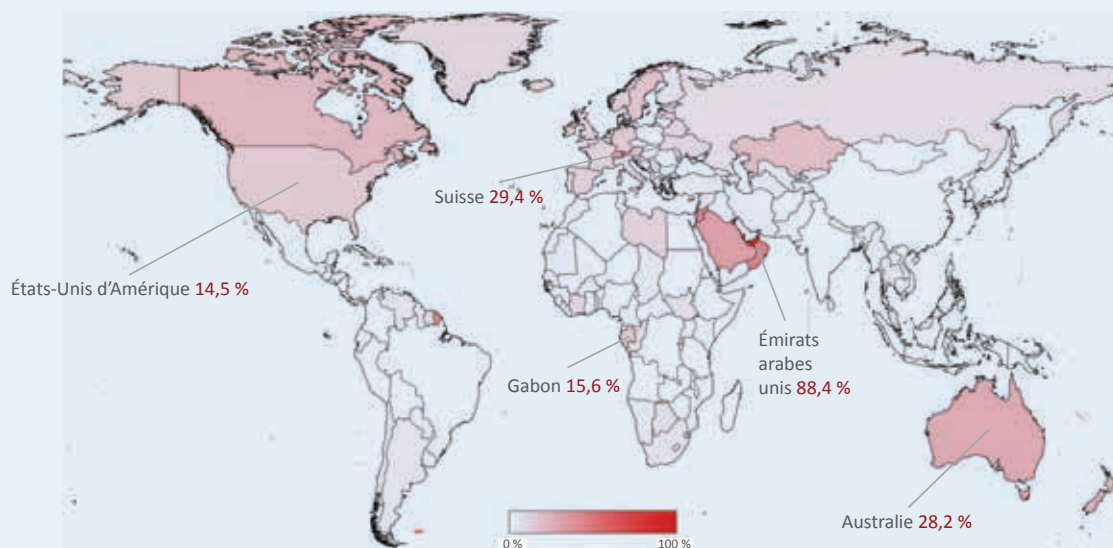 Suisse 29,4 %
États-Unis d'Amérique 14,5 %
Émirats
arabes
unis 88,4 %
Gabon 15,6 %
Australie 28,2 %
0 %
100 %